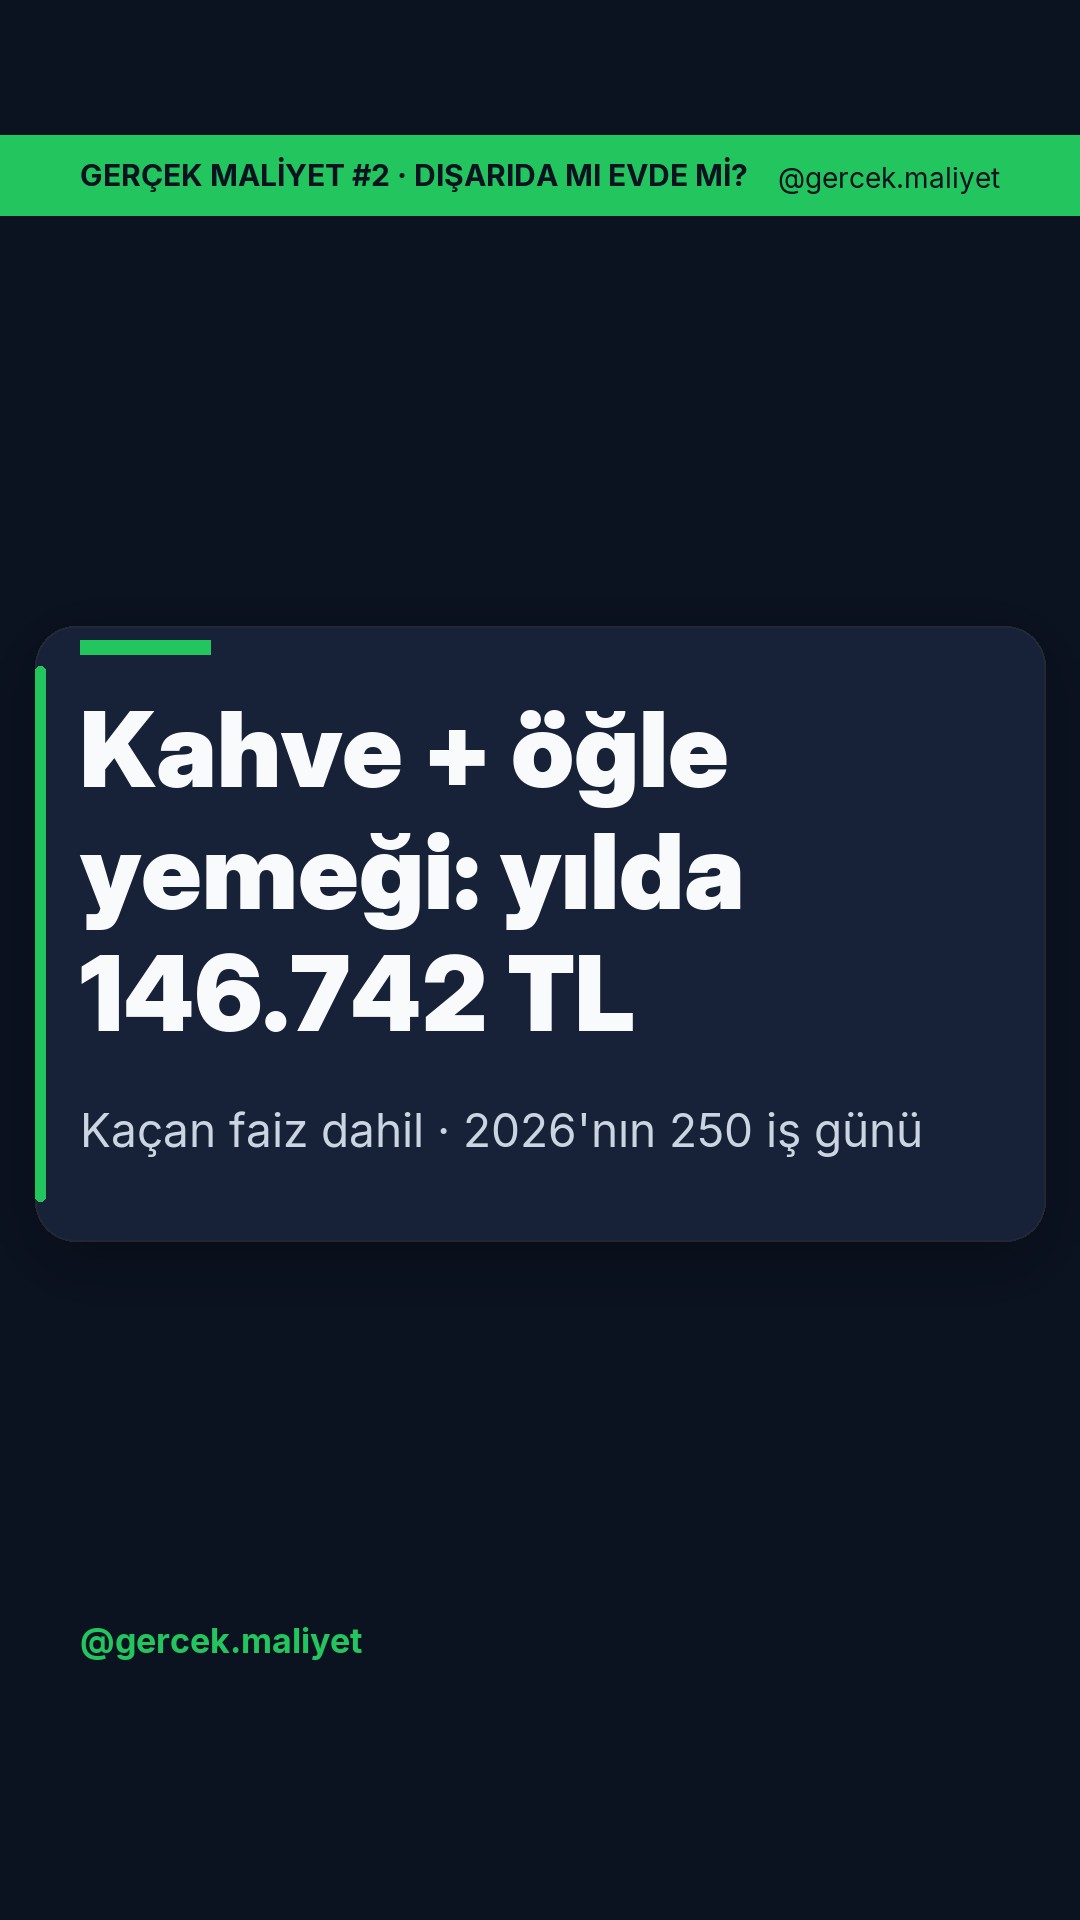 GERÇEK MALİYET #2 · DIŞARIDA MI EVDE Mİ? @gercek.maliyet
Kahve + öğle
yemeği: yılda
146.742 TL
Kaçan faiz dahil · 2026'nın 250 iş günü
@gercek.maliyet